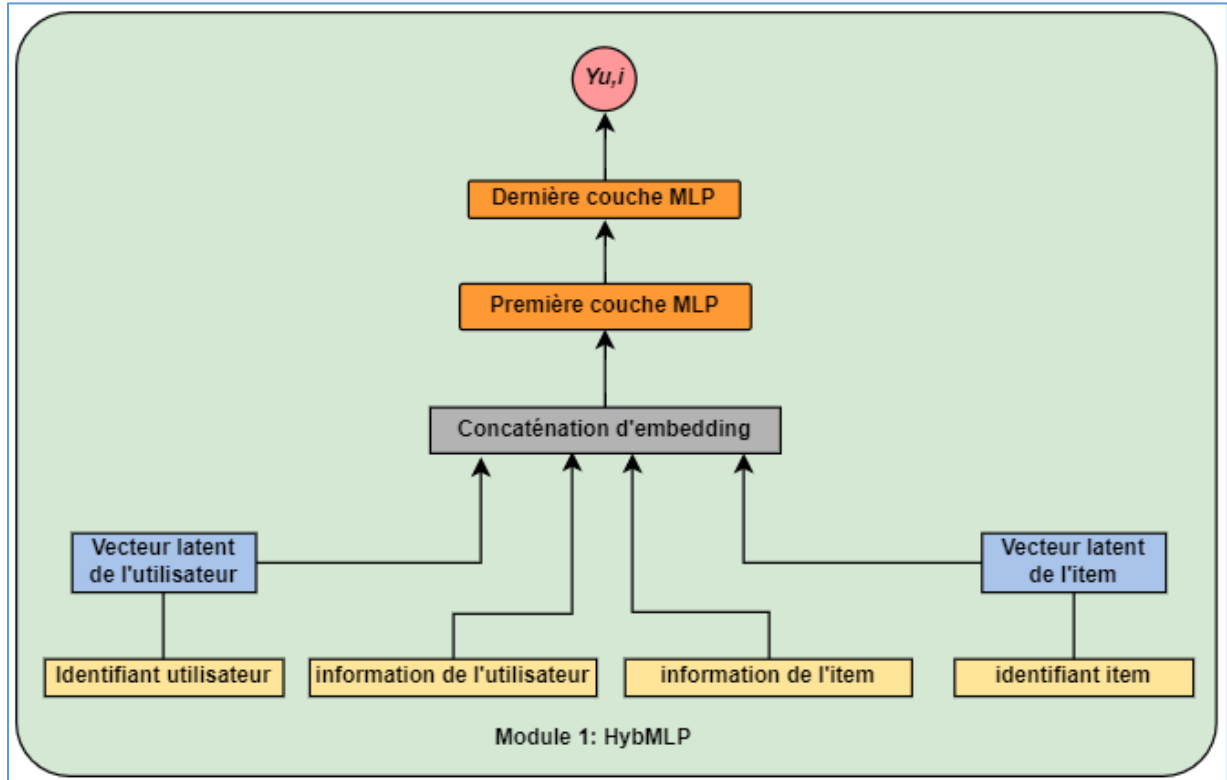 Yu,i
Dernière couche MLP
Première couche MLP
Concaténation d'embedding
Vecteur latent
de l'utilisateur
Vecteur latent
de l'item
Identifiant utilisateur
information de l'utilisateur
information de l'item
identifiant item
Module 1: HybMLP